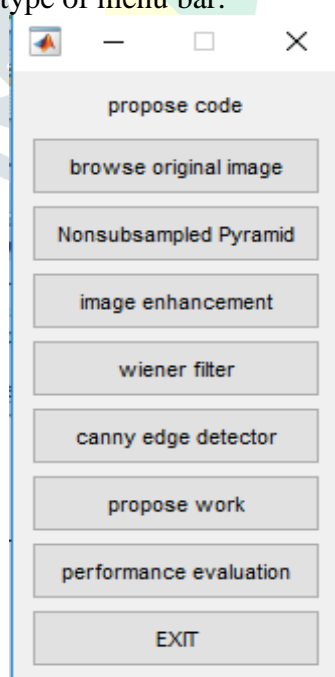 type of menu bar.
propose code
browse original image
Nonsubsampled Pyramid
image enhancement
wiener filter
canny edge detector
propose work
performance evaluation
EXIT